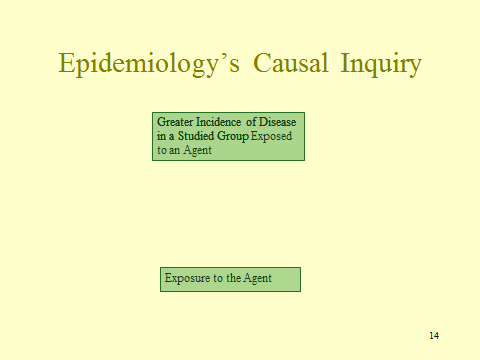 Epidemiology’s Causal Inquiry
Greater Incidence of Disease
in a Studied Group Exposed
to an Agent
Exposure to the Agent
14